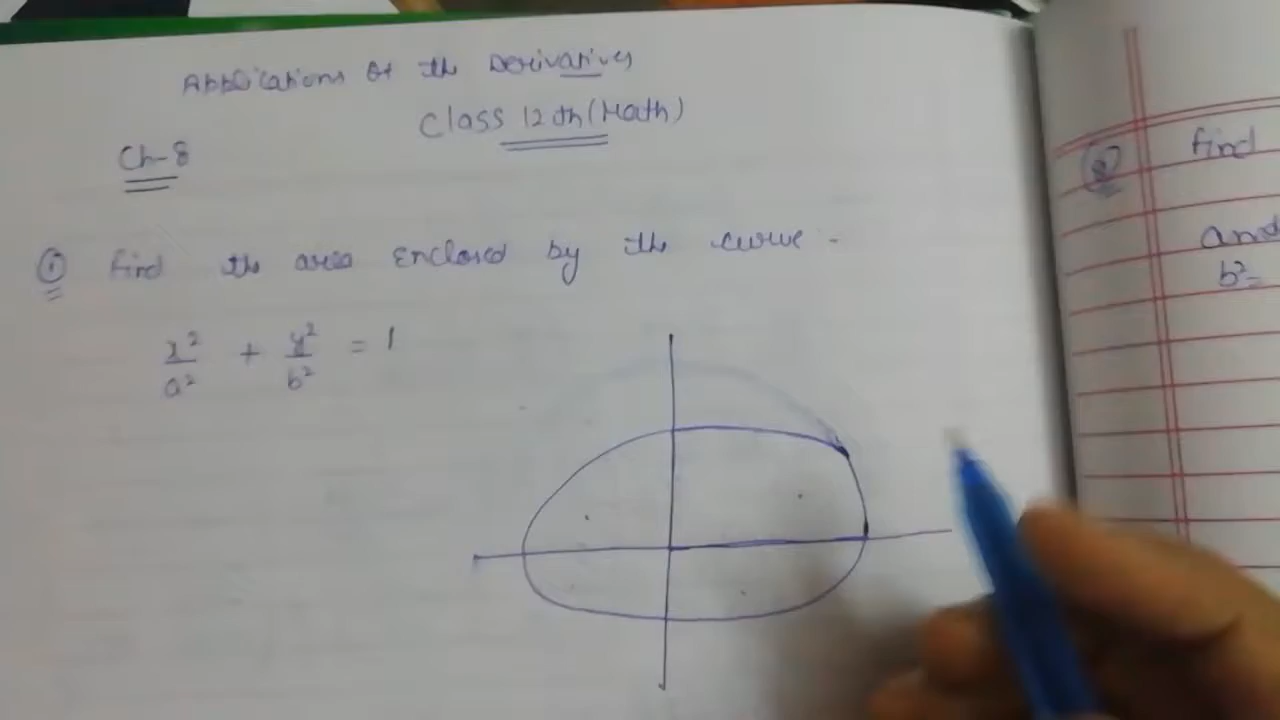 Applications of the Derivatives
Class 12th (Math)
Ch-8
① find the area enclosed by the curve -
x²/a² + y²/b² = 1
find
and
b²=